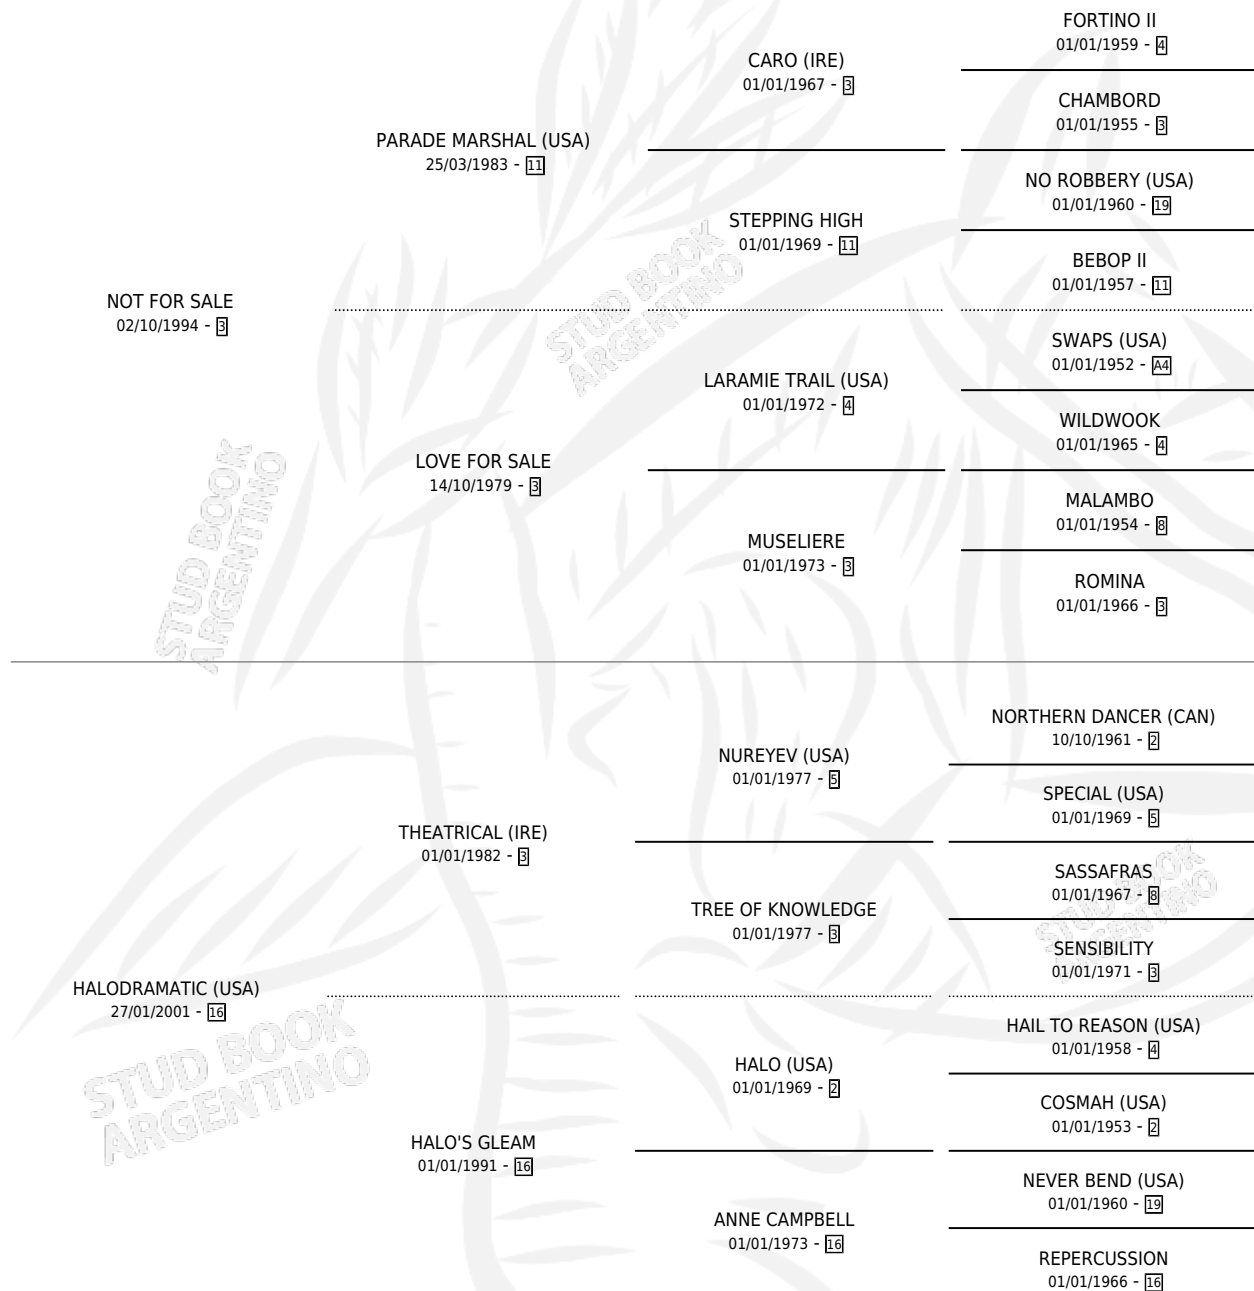 NOT FOR SALE
02/10/1994 - 3
PARADE MARSHAL (USA)
25/03/1983 - 11
CARO (IRE)
01/01/1967 - 3
FORTINO II
01/01/1959 - 4
CHAMBORD
01/01/1955 - 3
STEPPING HIGH
01/01/1969 - 11
NO ROBBERY (USA)
01/01/1960 - 19
BEBOP II
01/01/1957 - 11
LOVE FOR SALE
14/10/1979 - 3
LARAMIE TRAIL (USA)
01/01/1972 - 4
SWAPS (USA)
01/01/1952 - A4
WILDWOOK
01/01/1965 - 4
MUSELIERE
01/01/1973 - 3
MALAMBO
01/01/1954 - 8
ROMINA
01/01/1966 - 3
HALODRAMATIC (USA)
27/01/2001 - 16
THEATRICAL (IRE)
01/01/1982 - 3
NUREYEV (USA)
01/01/1977 - 5
NORTHERN DANCER (CAN)
10/10/1961 - 2
SPECIAL (USA)
01/01/1969 - 5
TREE OF KNOWLEDGE
01/01/1977 - 3
SASSAFRAS
01/01/1967 - 8
SENSIBILITY
01/01/1971 - 3
HALO'S GLEAM
01/01/1991 - 16
HALO (USA)
01/01/1969 - 2
HAIL TO REASON (USA)
01/01/1958 - 4
COSMAH (USA)
01/01/1953 - 2
ANNE CAMPBELL
01/01/1973 - 16
NEVER BEND (USA)
01/01/1960 - 19
REPERCUSSION
01/01/1966 - 16
STUD BOOK
ARGENTINO
STUD BOOK
ARGENTINO
STUD BOOK
ARGENTINO
STUD BOOK
ARGENTINO